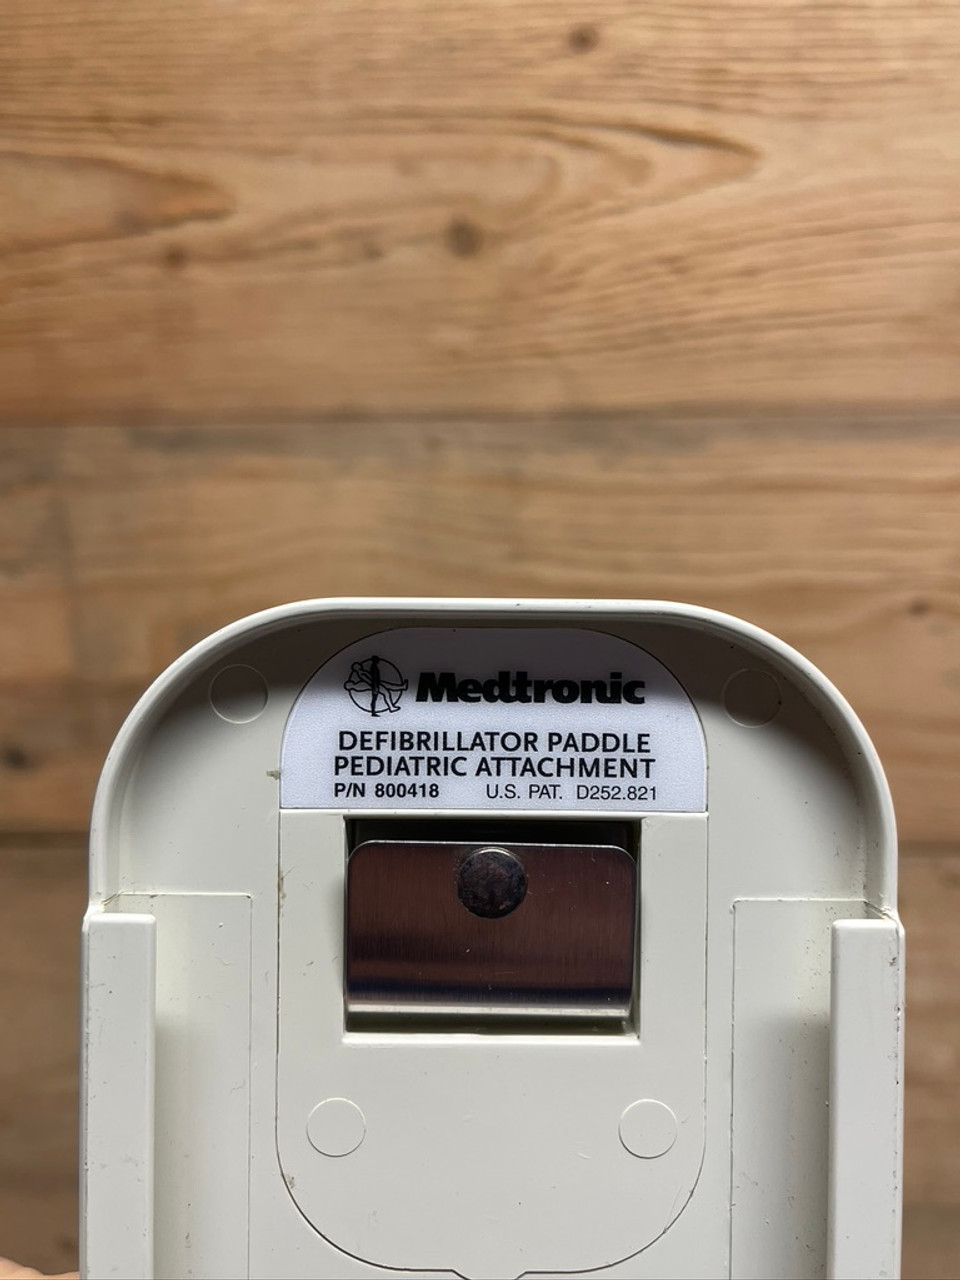 Medtronic
DEFIBRILLATOR PADDLE
PEDIATRIC ATTACHMENT
P/N 800418 U.S. PAT. D252.821